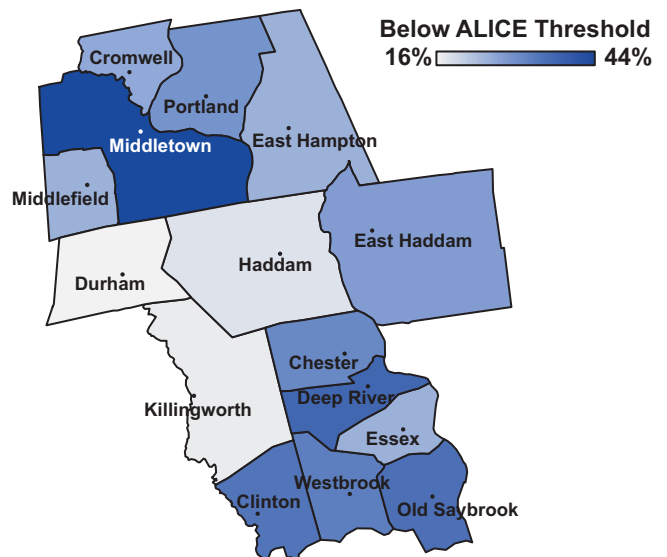 Below ALICE Threshold
16% 44%
Cromwell
Portland
Middletown
East Hampton
Middlefield
East Haddam
Haddam
Durham
Chester
Deep River
Killingworth
Essex
Westbrook
Clinton
Old Saybrook